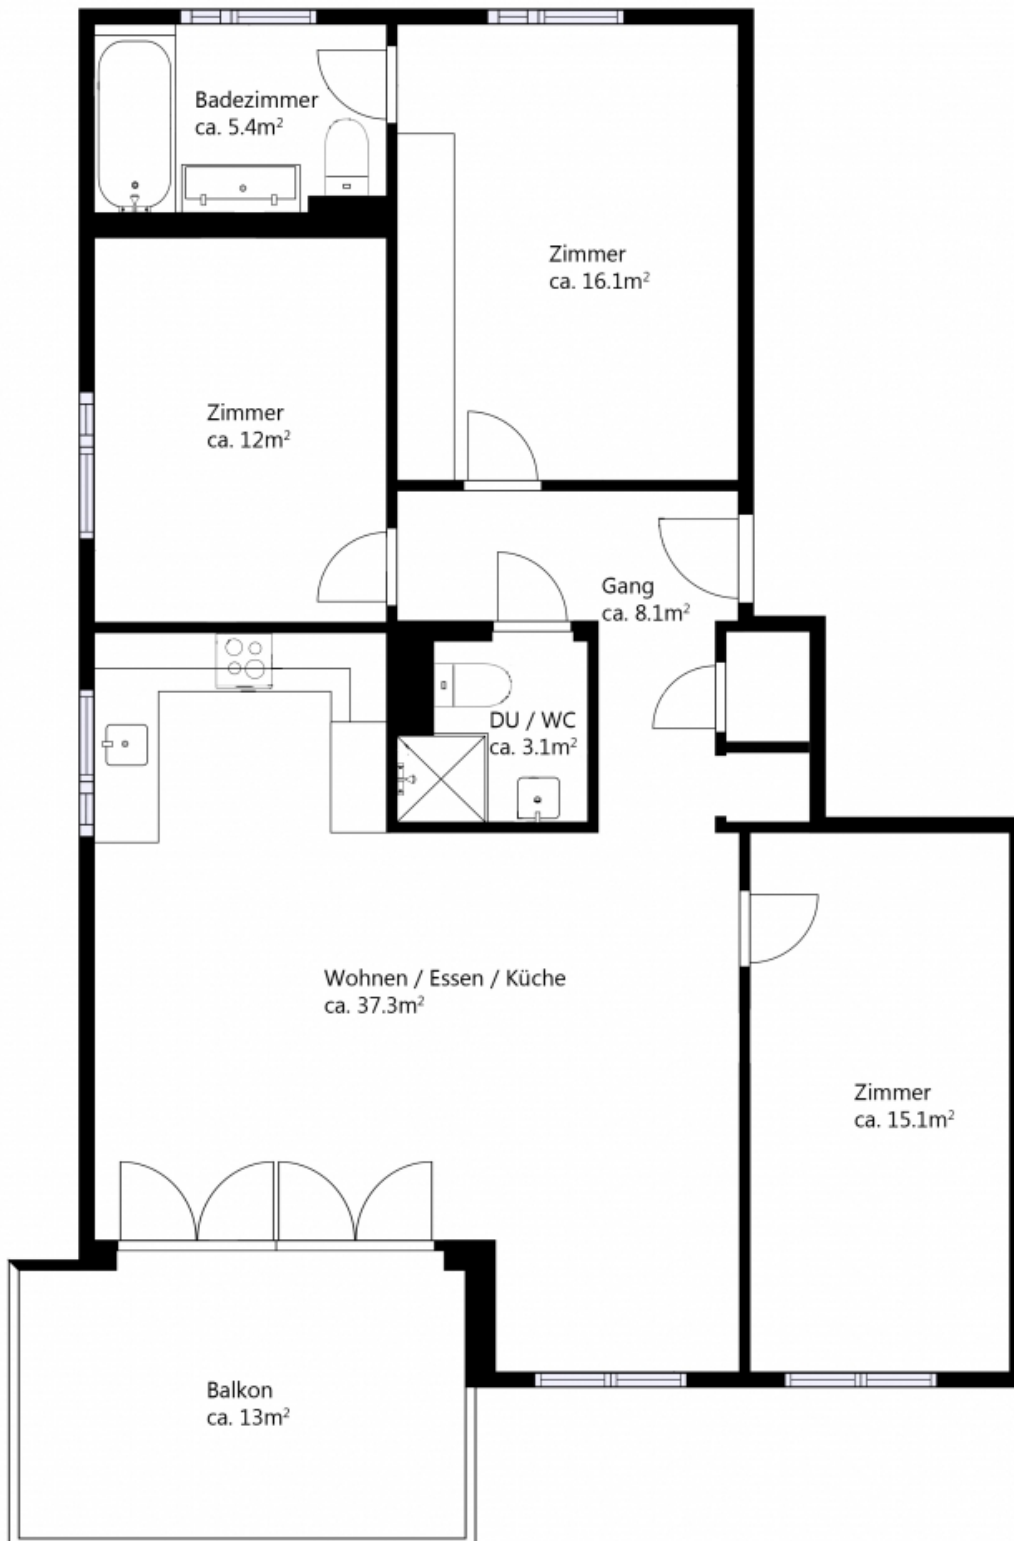 Badezimmer
ca. 5.4m²
Zimmer
ca. 16.1m²
Zimmer
ca. 12m²
Gang
ca. 8.1m²
DU / WC
ca. 3.1m²
Wohnen / Essen / Küche
ca. 37.3m²
Zimmer
ca. 15.1m²
Balkon
ca. 13m²